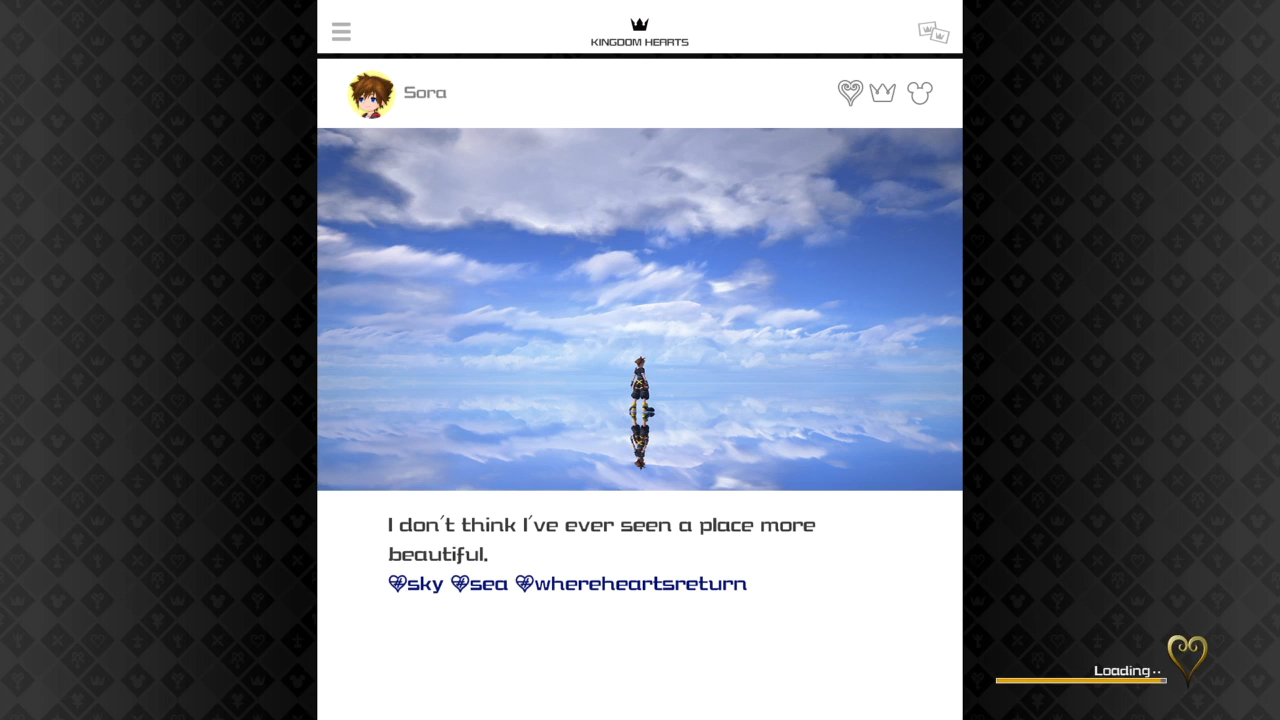 KINGDOM HEARTS
Sora
I don't think I've ever seen a place more
beautiful.
#sky #sea #whereheartsreturn
Loading..